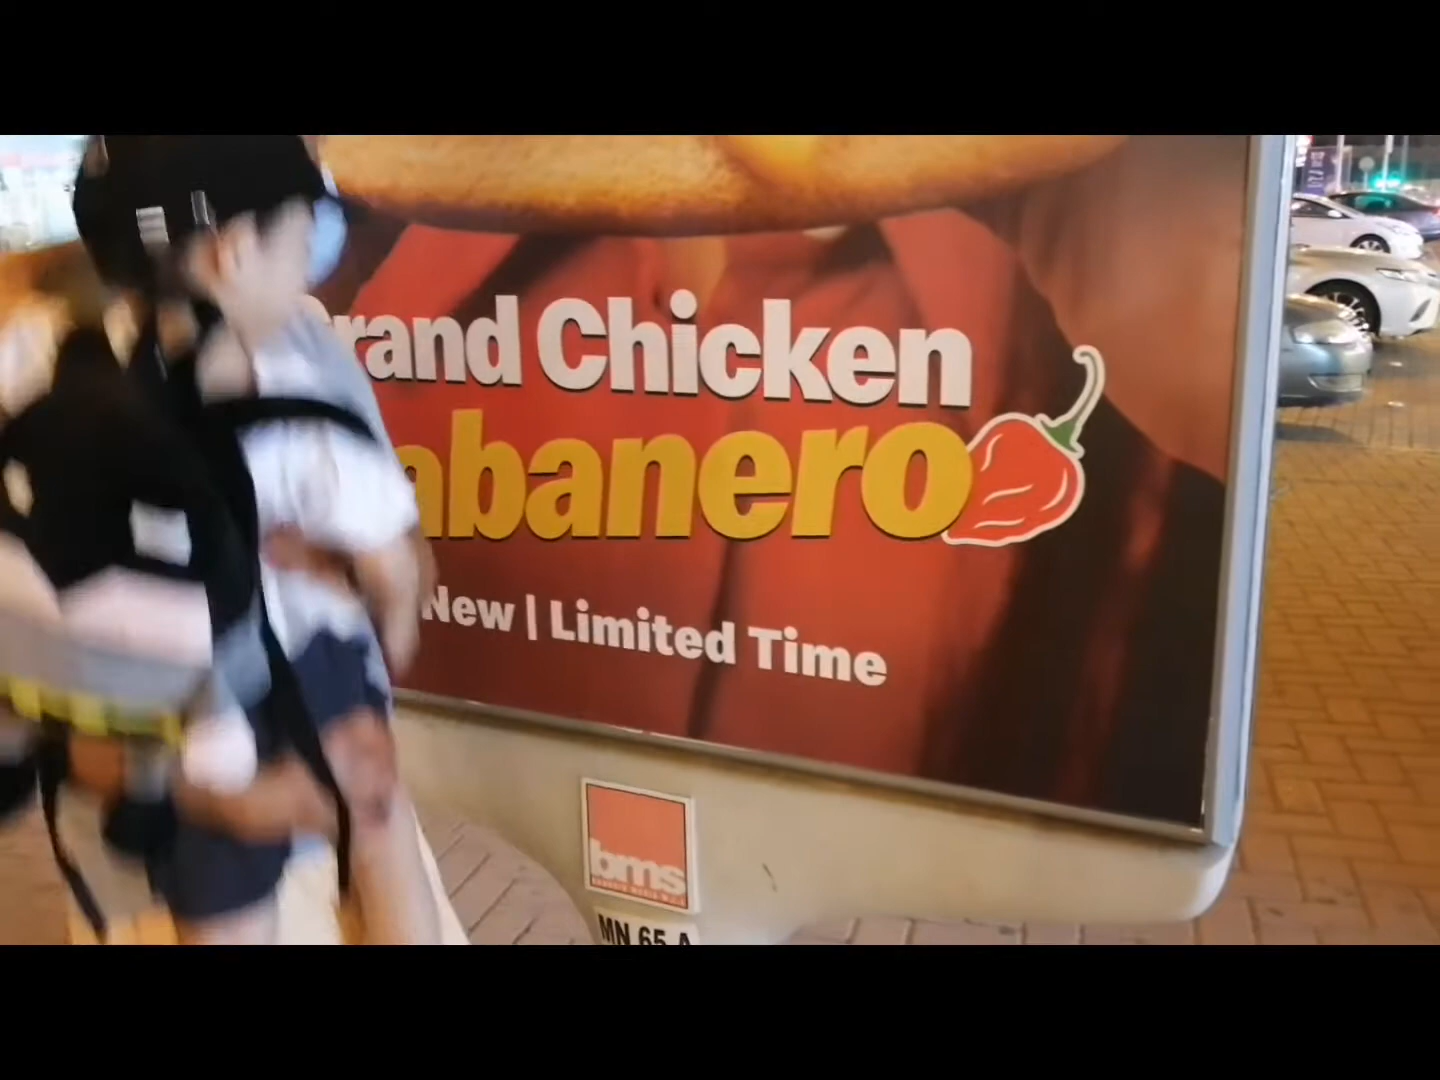 rand Chicken
abanero
New | Limited Time
bms
MN 65 A